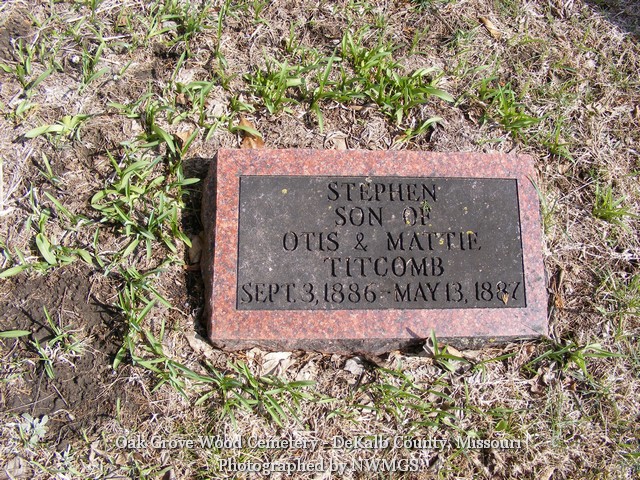 STEPHEN
SON OF
OTIS & MATTIE
TITCOMB
SEPT. 3, 1886 - MAY 13, 1887
Oak Grove Wood Cemetery - DeKalb County, Missouri
Photographed by NWMGS